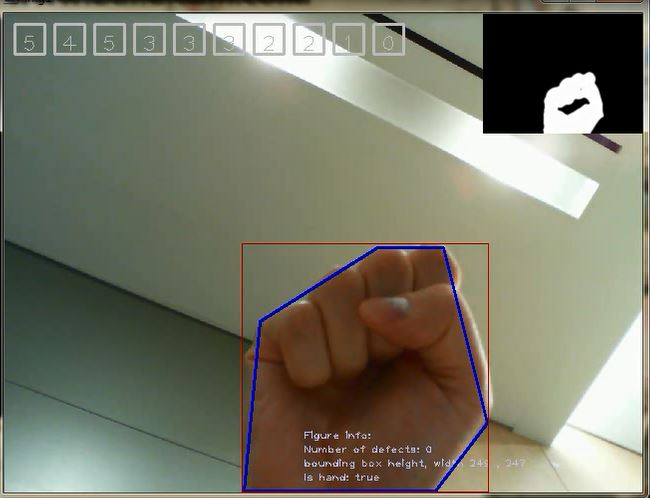 5 4 5 3 3 3 2 2 1 0
Figure info:
Number of defects: 0
bounding box height, width 249 , 247
is hand: true